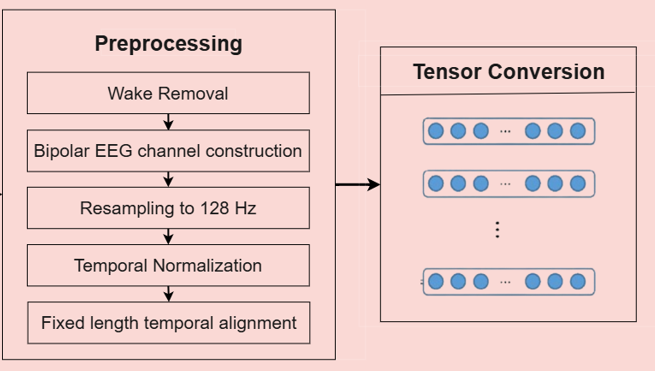 Preprocessing
Wake Removal
Bipolar EEG channel construction
Resampling to 128 Hz
Temporal Normalization
Fixed length temporal alignment
Tensor Conversion
...
...
⋮
...